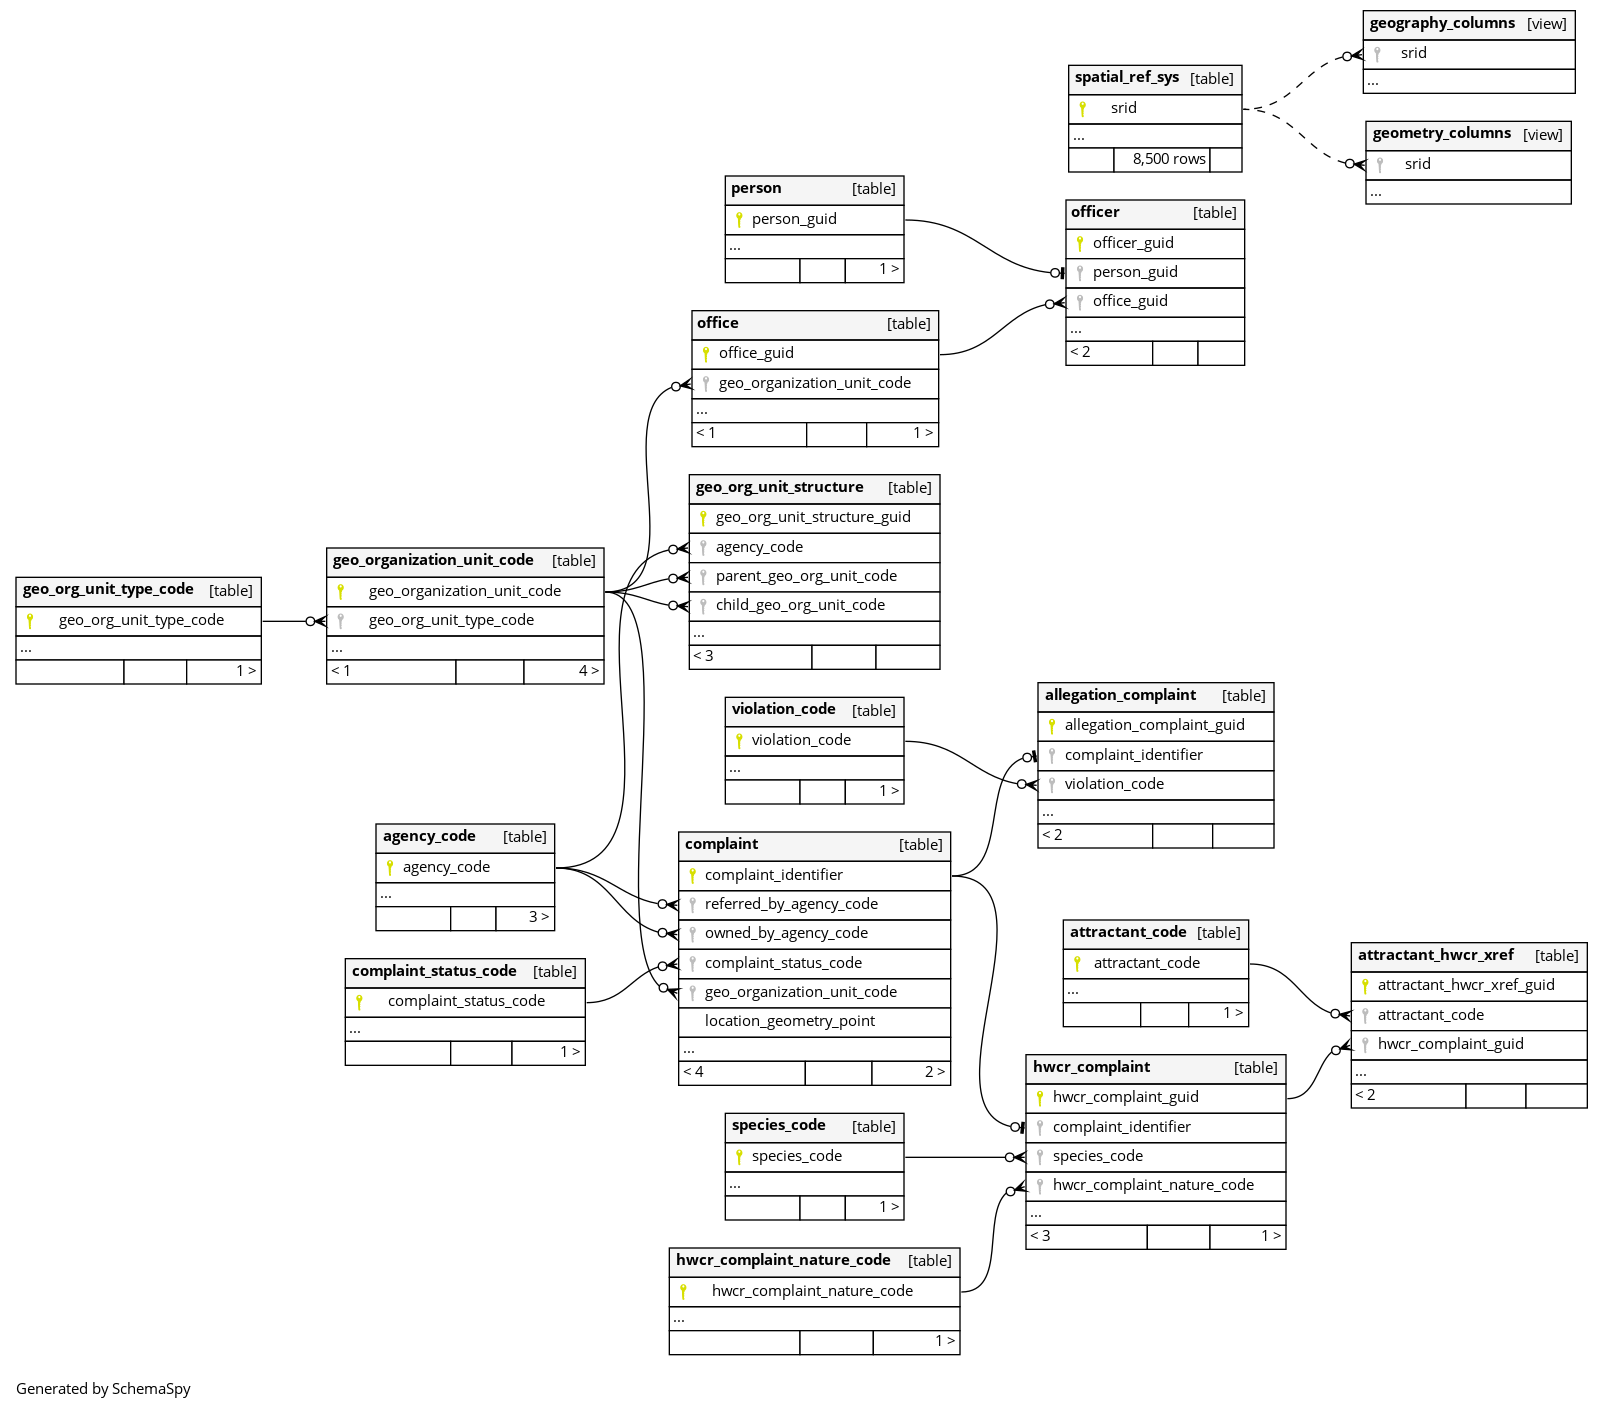 geography_columns [view]
srid
...
spatial_ref_sys [table]
srid
...
8,500 rows
geometry_columns [view]
srid
...
person [table]
person_guid
...
1 >
officer [table]
officer_guid
person_guid
office_guid
...
< 2
office [table]
office_guid
geo_organization_unit_code
...
< 1 1 >
geo_org_unit_structure [table]
geo_org_unit_structure_guid
agency_code
parent_geo_org_unit_code
child_geo_org_unit_code
...
< 3
geo_organization_unit_code [table]
geo_organization_unit_code
geo_org_unit_type_code
...
< 1 4 >
geo_org_unit_type_code [table]
geo_org_unit_type_code
...
1 >
allegation_complaint [table]
allegation_complaint_guid
complaint_identifier
violation_code
...
< 2
violation_code [table]
violation_code
...
1 >
agency_code [table]
agency_code
...
3 >
complaint [table]
complaint_identifier
referred_by_agency_code
owned_by_agency_code
complaint_status_code
geo_organization_unit_code
location_geometry_point
...
< 4 2 >
complaint_status_code [table]
complaint_status_code
...
1 >
attractant_code [table]
attractant_code
...
1 >
attractant_hwcr_xref [table]
attractant_hwcr_xref_guid
attractant_code
hwcr_complaint_guid
...
< 2
hwcr_complaint [table]
hwcr_complaint_guid
complaint_identifier
species_code
hwcr_complaint_nature_code
...
< 3 1 >
species_code [table]
species_code
...
1 >
hwcr_complaint_nature_code [table]
hwcr_complaint_nature_code
...
1 >
Generated by SchemaSpy